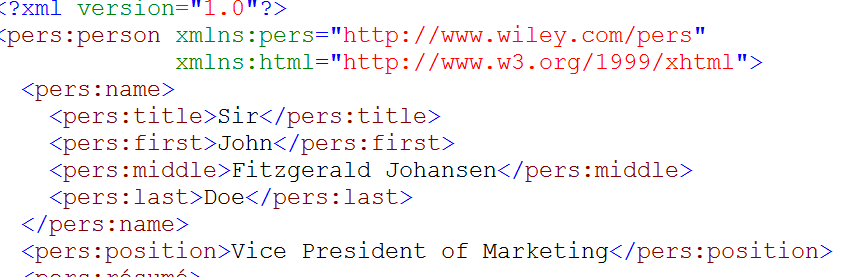 <?xml version="1.0"?>
<pers:person xmlns:pers="http://www.wiley.com/pers"
xmlns:html="http://www.w3.org/1999/xhtml">
<pers:name>
<pers:title>Sir</pers:title>
<pers:first>John</pers:first>
<pers:middle>Fitzgerald Johansen</pers:middle>
<pers:last>Doe</pers:last>
</pers:name>
<pers:position>Vice President of Marketing</pers:position>
<pers:résumé>